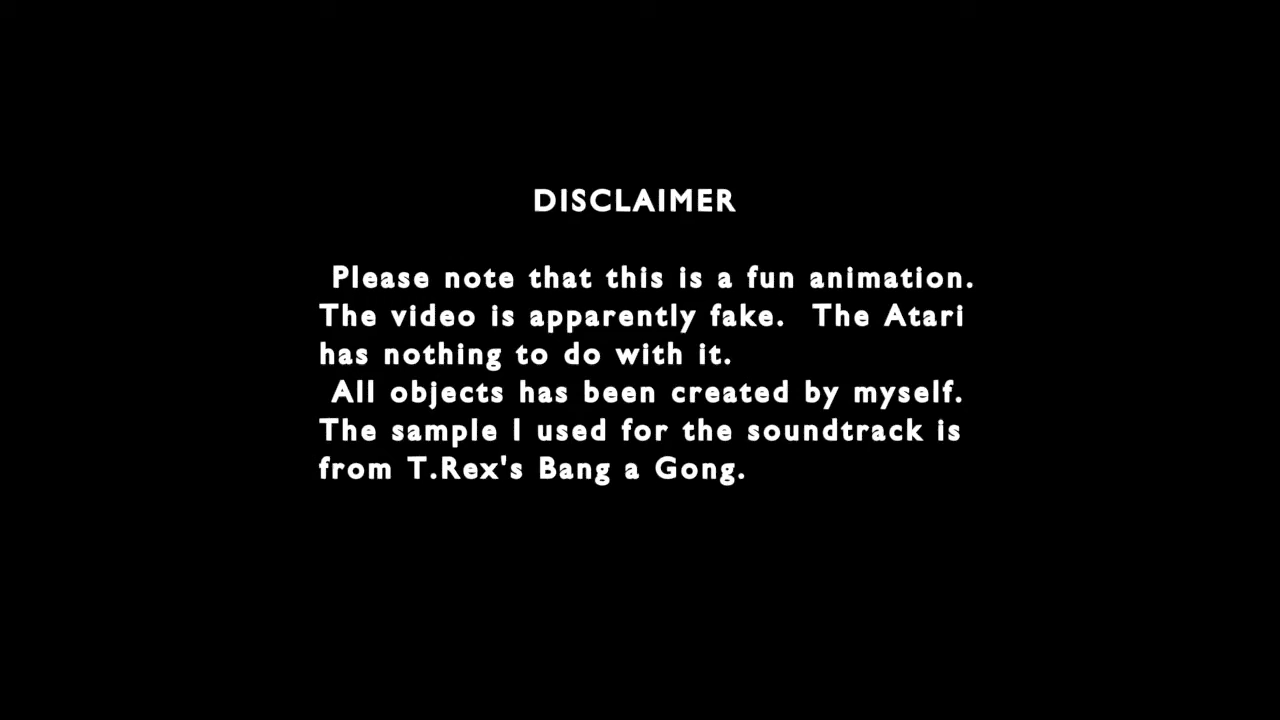 DISCLAIMER
Please note that this is a fun animation.
The video is apparently fake.  The Atari
has nothing to do with it.
All objects has been created by myself.
The sample I used for the soundtrack is
from T.Rex's Bang a Gong.